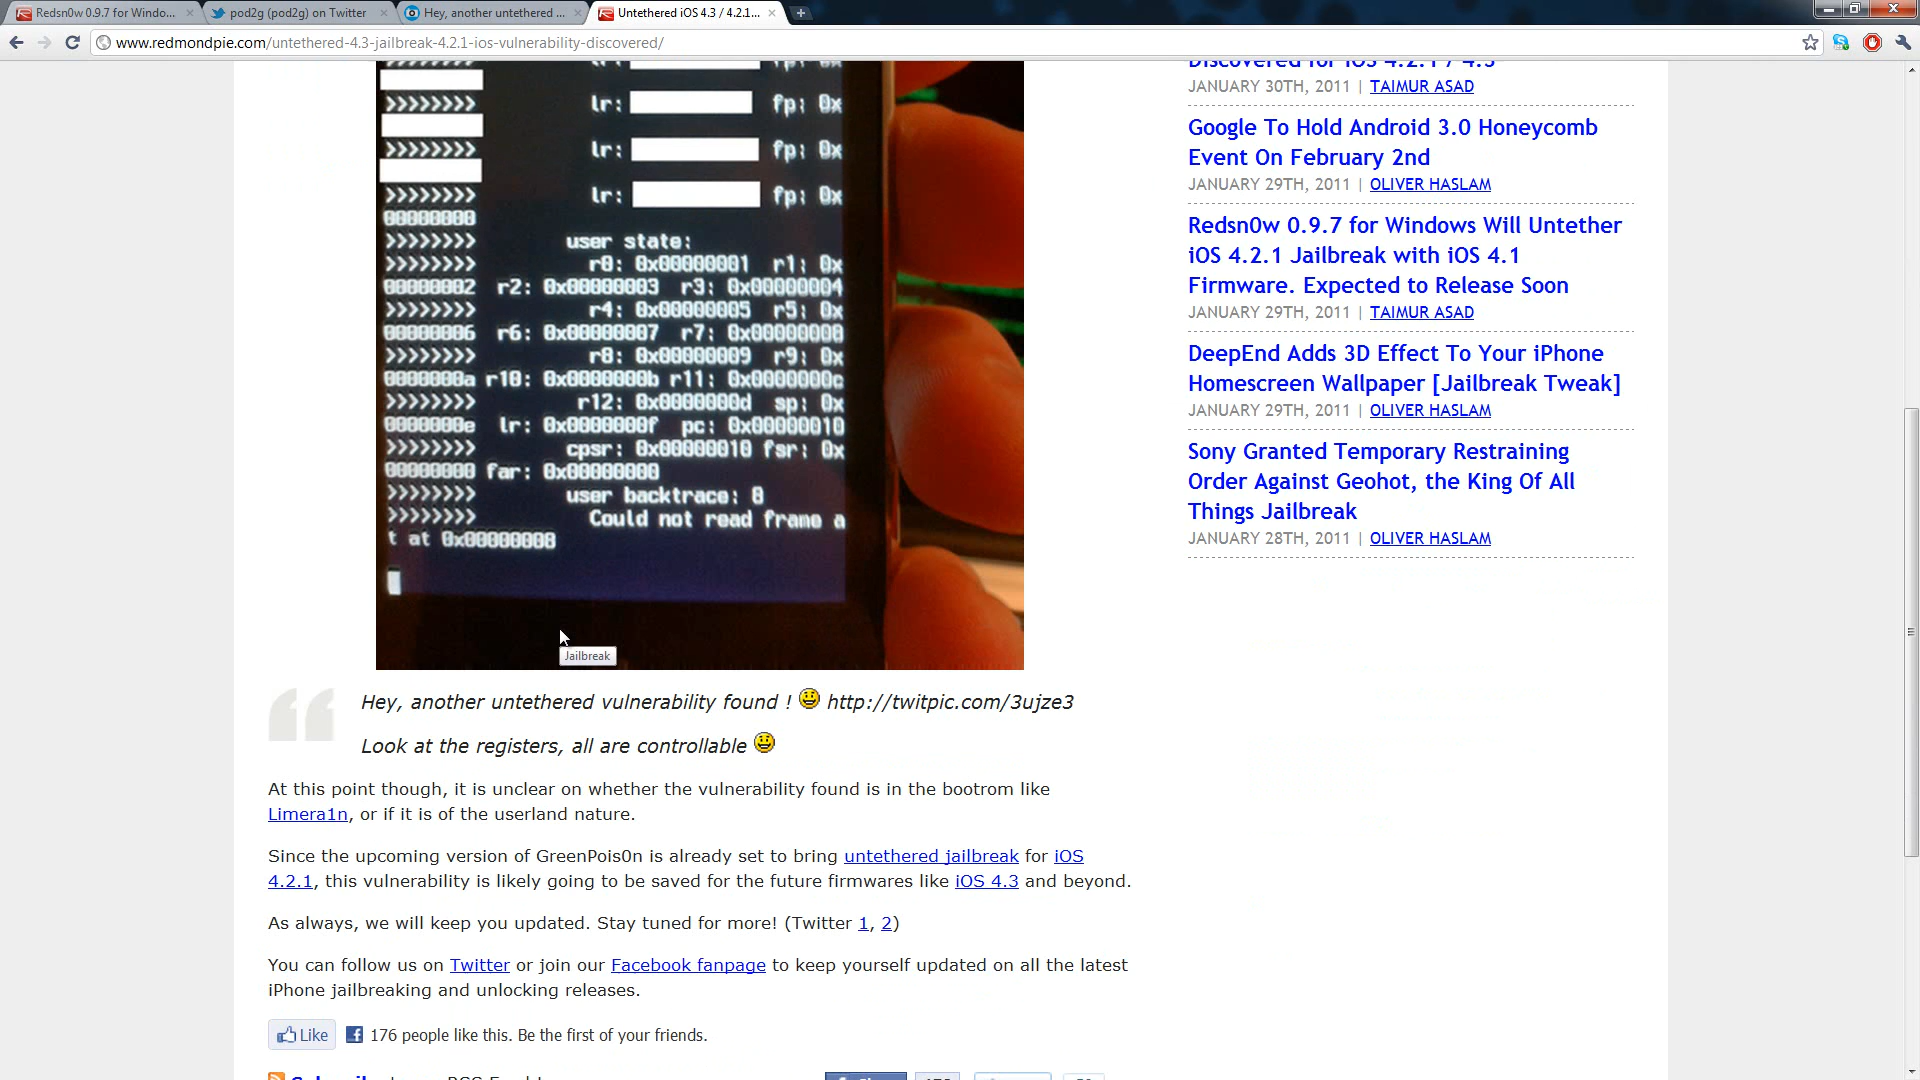 Redsn0w 0.9.7 for Windo...
pod2g (pod2g) on Twitter
Hey, another untethered ...
Untethered iOS 4.3 / 4.2.1...
www.redmondpie.com/untethered-4.3-jailbreak-4.2.1-ios-vulnerability-discovered/
>>>>>>>> lr: fp: 0x
>>>>>>>> lr: fp: 0x
>>>>>>>> lr: fp: 0x
>>>>>>>> lr: fp: 0x
00000000
>>>>>>>> user state:
>>>>>>>> r0: 0x00000001 r1: 0x
00000002 r2: 0x00000003 r3: 0x00000004
>>>>>>>> r4: 0x00000005 r5: 0x
00000006 r6: 0x00000007 r7: 0x00000008
>>>>>>>> r8: 0x00000009 r9: 0x
0000000a r10: 0x0000000b r11: 0x0000000c
>>>>>>>> r12: 0x0000000d sp: 0x
0000000e lr: 0x0000000f pc: 0x00000010
>>>>>>>> cpsr: 0x00000010 fsr: 0x
00000000 far: 0x00000000
>>>>>>>> user backtrace: 8
>>>>>>>> Could not read frame a
t at 0x00000008
Jailbreak
Hey, another untethered vulnerability found ! http://twitpic.com/3ujze3
Look at the registers, all are controllable
At this point though, it is unclear on whether the vulnerability found is in the bootrom like
Limera1n, or if it is of the userland nature.
Since the upcoming version of GreenPois0n is already set to bring untethered jailbreak for iOS
4.2.1, this vulnerability is likely going to be saved for the future firmwares like iOS 4.3 and beyond.
As always, we will keep you updated. Stay tuned for more! (Twitter 1, 2)
You can follow us on Twitter or join our Facebook fanpage to keep yourself updated on all the latest
iPhone jailbreaking and unlocking releases.
Like 176 people like this. Be the first of your friends.
Discovered for iOS 4.2.1 / 4.3
JANUARY 30TH, 2011 | TAIMUR ASAD
Google To Hold Android 3.0 Honeycomb
Event On February 2nd
JANUARY 29TH, 2011 | OLIVER HASLAM
Redsn0w 0.9.7 for Windows Will Untether
iOS 4.2.1 Jailbreak with iOS 4.1
Firmware. Expected to Release Soon
JANUARY 29TH, 2011 | TAIMUR ASAD
DeepEnd Adds 3D Effect To Your iPhone
Homescreen Wallpaper [Jailbreak Tweak]
JANUARY 29TH, 2011 | OLIVER HASLAM
Sony Granted Temporary Restraining
Order Against Geohot, the King Of All
Things Jailbreak
JANUARY 28TH, 2011 | OLIVER HASLAM